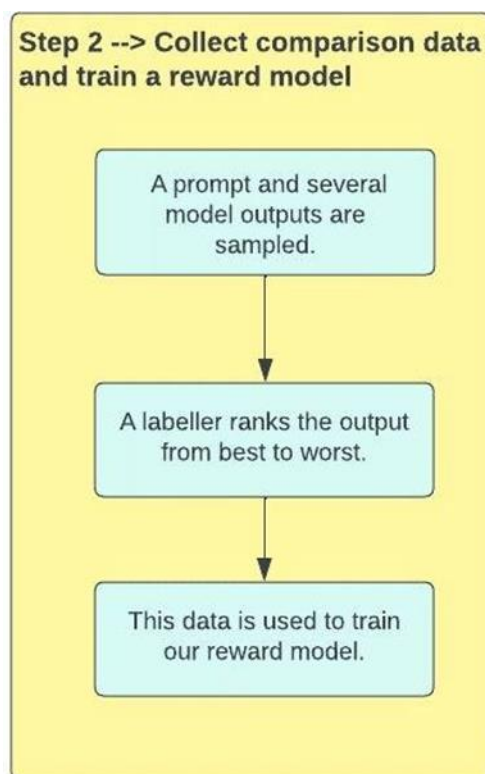 Step 2 --> Collect comparison data
and train a reward model
A prompt and several
model outputs are
sampled.
A labeller ranks the output
from best to worst.
This data is used to train
our reward model.